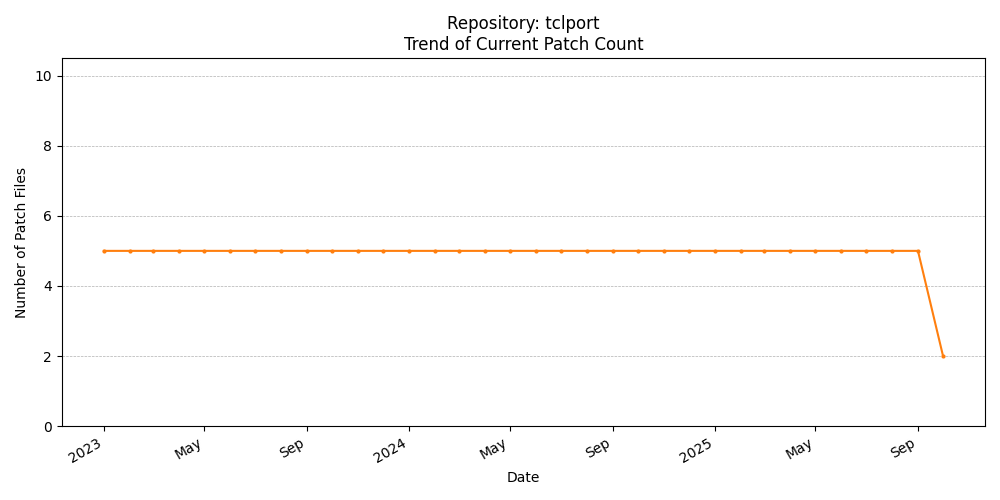 Repository: tclport
Trend of Current Patch Count
10
8
6
4
2
0
Number of Patch Files
2023
May
Sep
2024
May
Sep
2025
May
Sep
Date